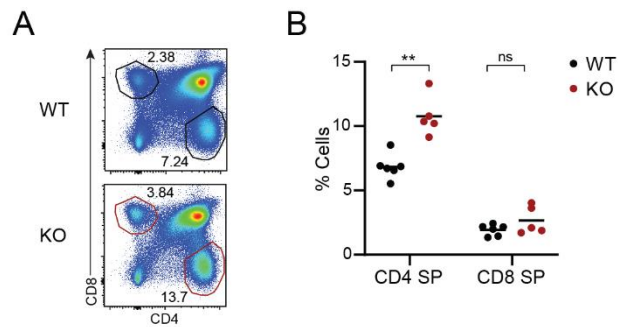 A
B
2.38
WT
7.24
3.84
KO
13.7
CD8
CD4
15
10
5
0
% Cells
**
ns
WT
KO
CD4 SP
CD8 SP